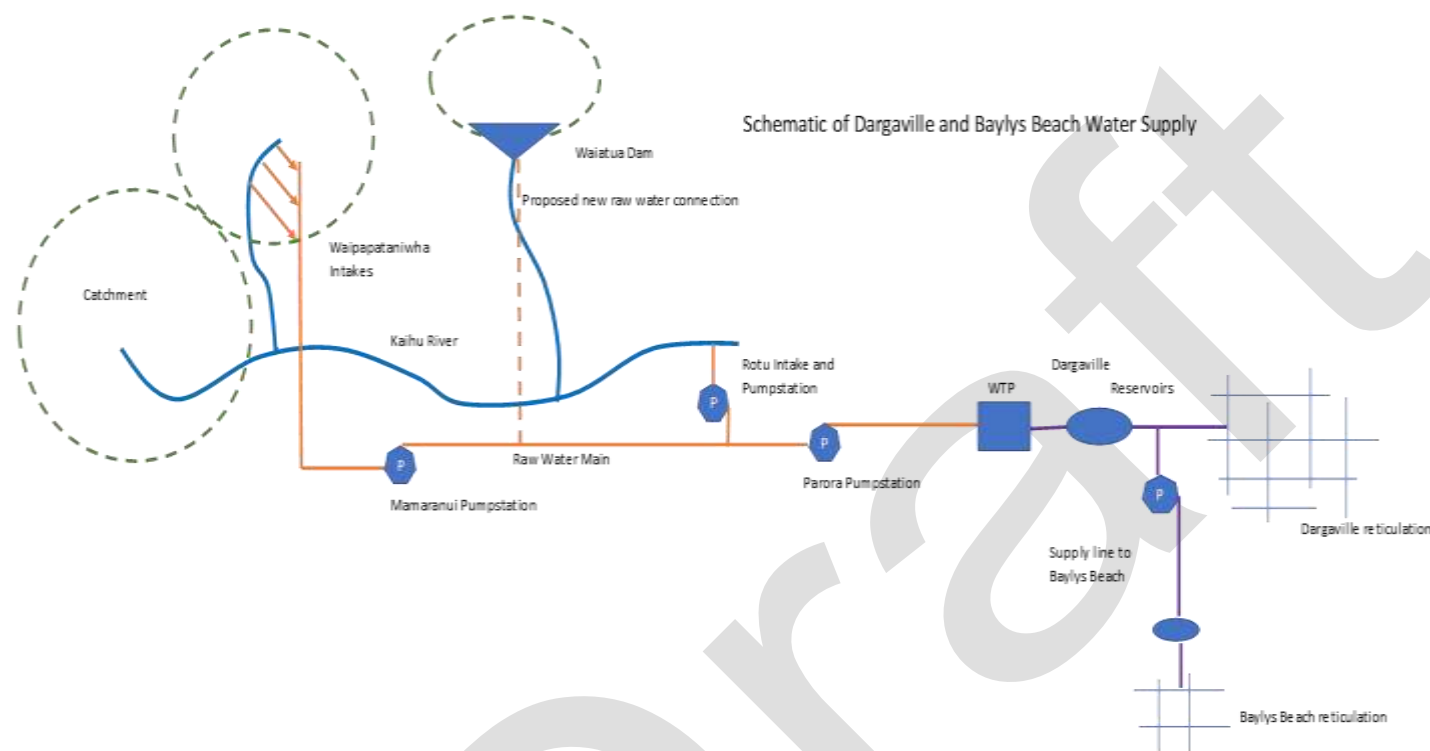 Schematic of Dargaville and Baylys Beach Water Supply
Waiatua Dam
Proposed new raw water connection
Waipapataniwha
Intakes
Catchment
Kaihu River
Rotu Intake and
Pumpstation
P
Dargaville
Reservoirs
WTP
P
P
Raw Water Main
Mamaranui Pumpstation
Parora Pumpstation
P
Dargaville reticulation
Supply line to
Baylys Beach
Baylys Beach reticulation
Draft